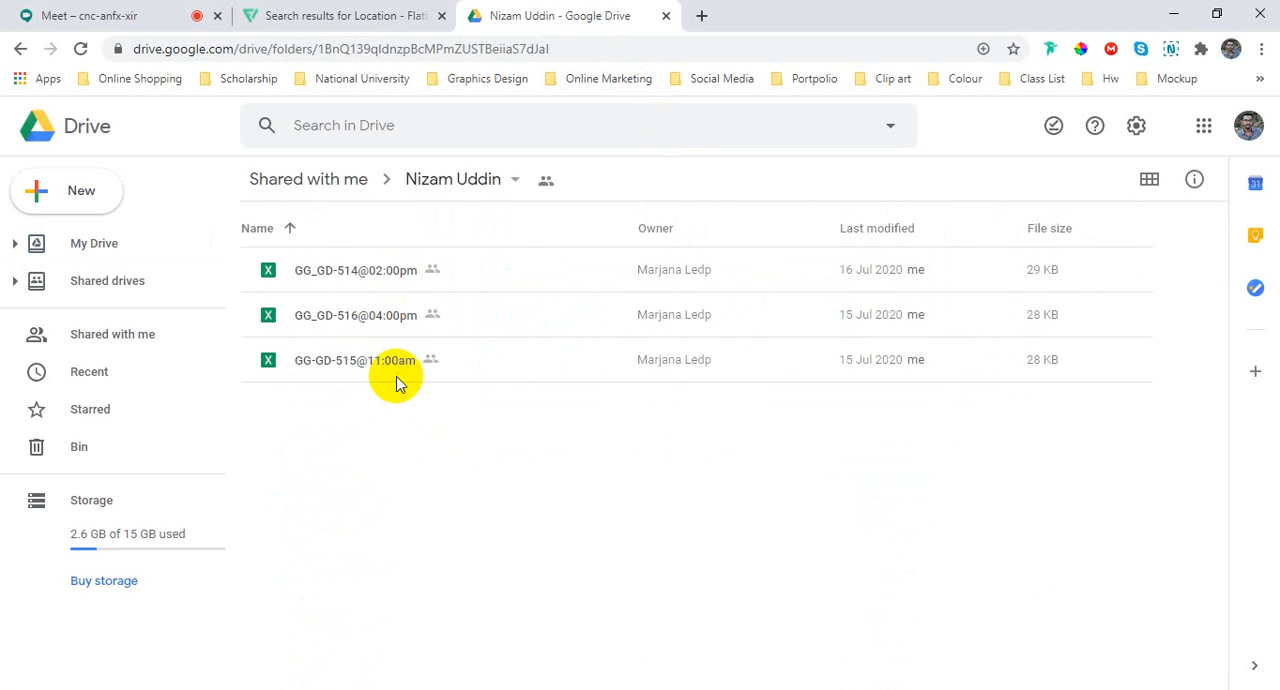 Meet – cnc-anfx-xir
Search results for Location - Flati
Nizam Uddin - Google Drive
drive.google.com/drive/folders/1BnQ139qIdnzpBcMPmZUSTBeiiaS7dJaI
Apps
Online Shopping
Scholarship
National University
Graphics Design
Online Marketing
Social Media
Portpolio
Clip art
Colour
Class List
Hw
Mockup
»
Drive
Search in Drive
New
Shared with me > Nizam Uddin
My Drive
Shared drives
Shared with me
Recent
Starred
Bin
Storage
2.6 GB of 15 GB used
Buy storage
Name Owner Last modified File size
X GG_GD-514@02:00pm Marjana Ledp 16 Jul 2020 me 29 KB
X GG_GD-516@04:00pm Marjana Ledp 15 Jul 2020 me 28 KB
X GG-GD-515@11:00am Marjana Ledp 15 Jul 2020 me 28 KB
31